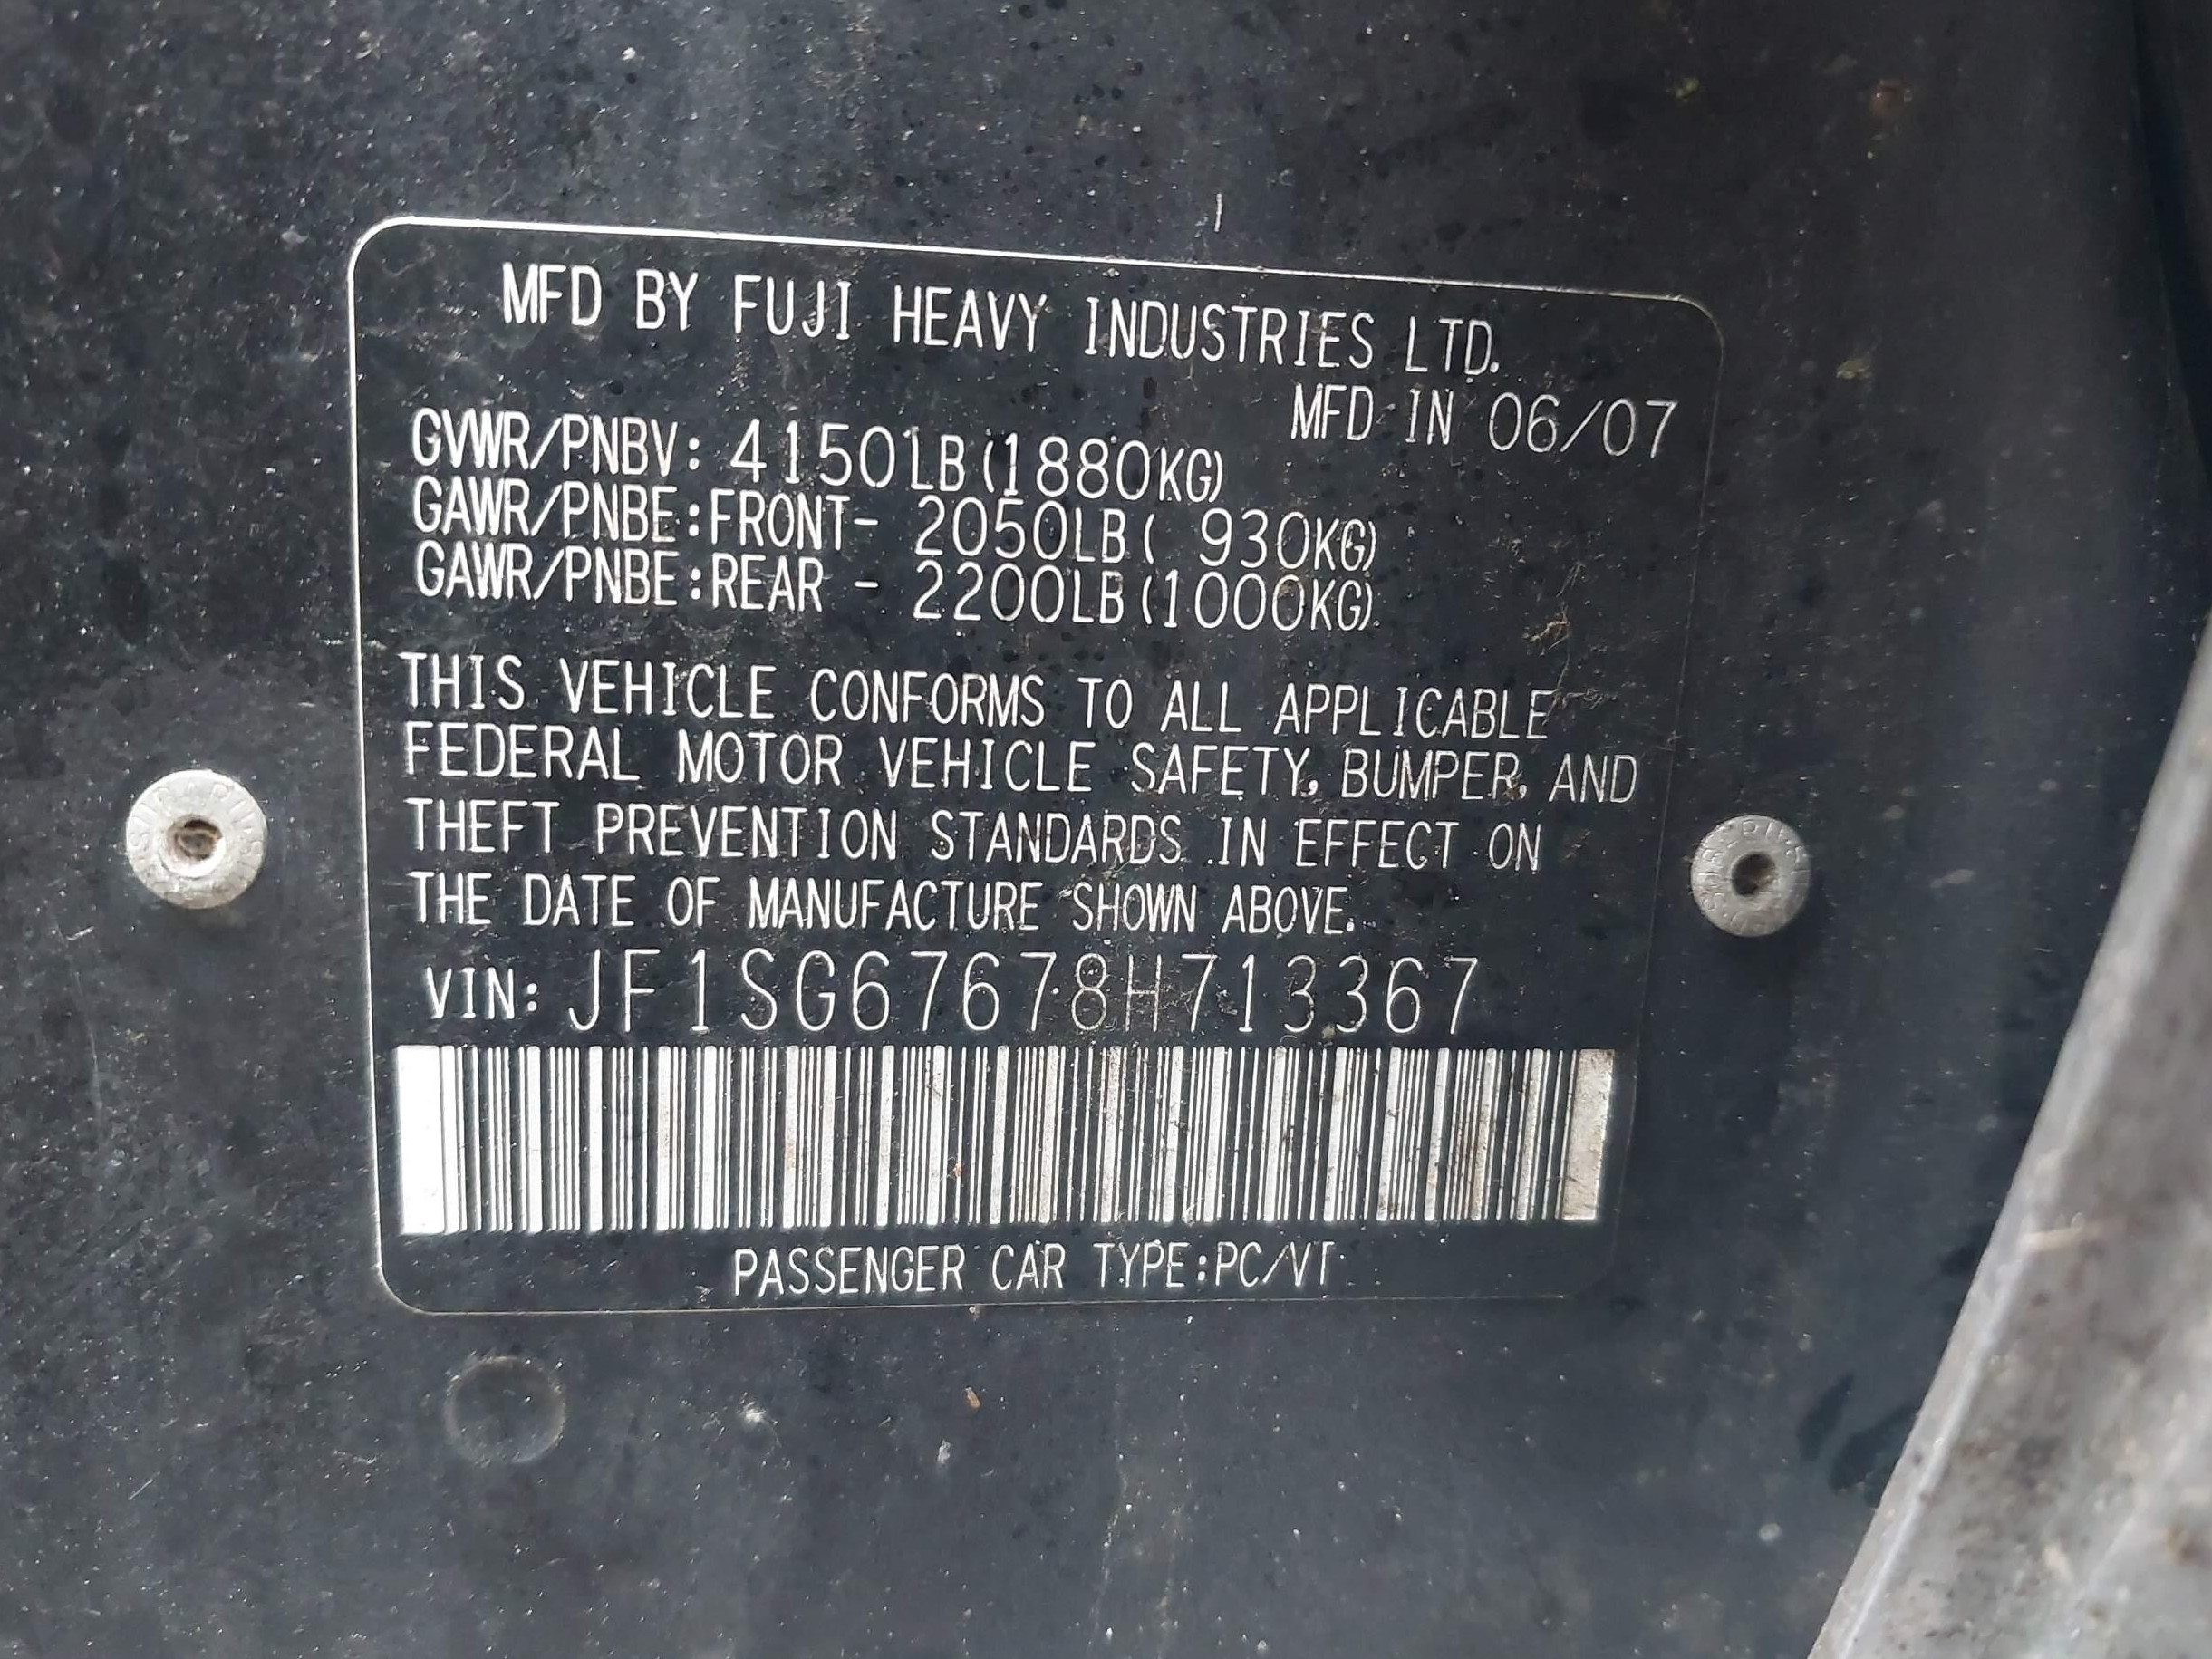 MFD BY FUJI HEAVY INDUSTRIES LTD.
MFD IN 06/07
GVWR/PNBV: 4150LB(1880KG)
GAWR/PNBE:FRONT- 2050LB( 930KG)
GAWR/PNBE:REAR - 2200LB(1000KG)
THIS VEHICLE CONFORMS TO ALL APPLICABLE
FEDERAL MOTOR VEHICLE SAFETY, BUMPER, AND
THEFT PREVENTION STANDARDS IN EFFECT ON
THE DATE OF MANUFACTURE SHOWN ABOVE.
VIN: JF1SG67678H713367
PASSENGER CAR TYPE:PC/VT